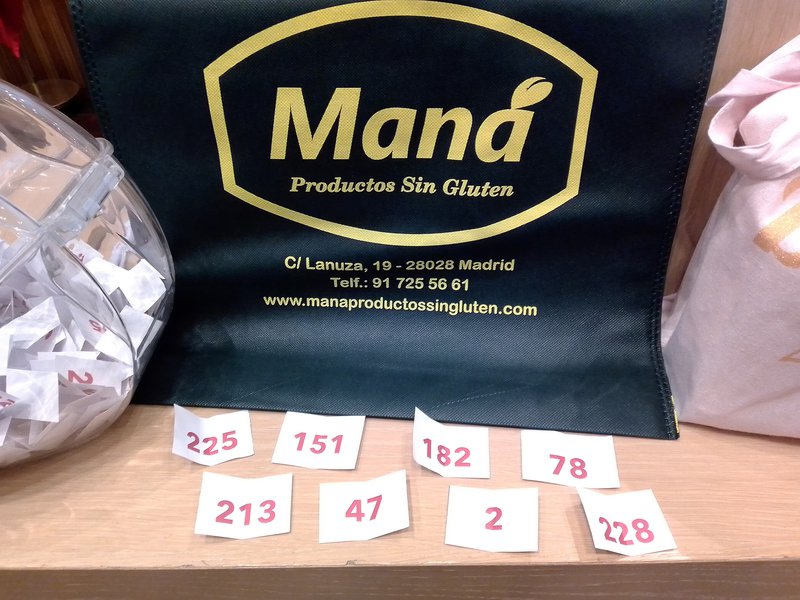 Maná
Productos Sin Gluten
C/ Lanuza, 19 - 28028 Madrid
Telf.: 91 725 56 61
www.manaproductossingluten.com
225
151
182
78
213
47
2
228